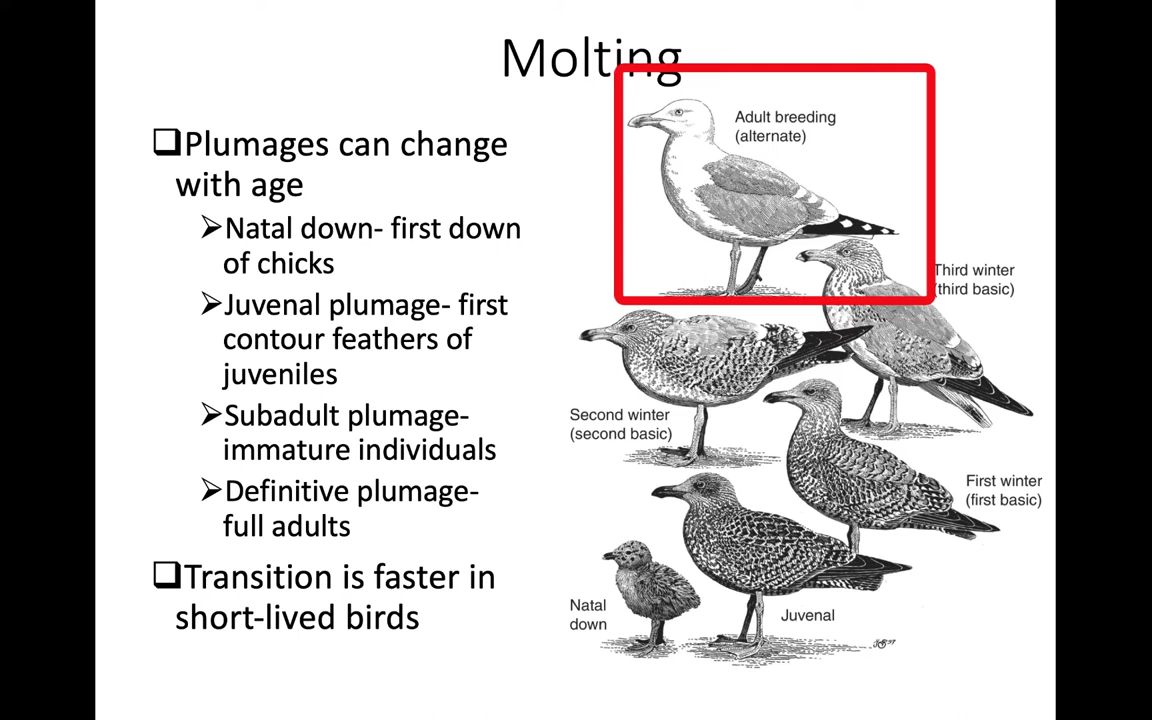 Molting
❑Plumages can change
with age
➢Natal down- first down
of chicks
➢Juvenal plumage- first
contour feathers of
juveniles
➢Subadult plumage-
immature individuals
➢Definitive plumage-
full adults
❑Transition is faster in
short-lived birds
Adult breeding
(alternate)
Third winter
(third basic)
Second winter
(second basic)
First winter
(first basic)
Natal
down
Juvenal